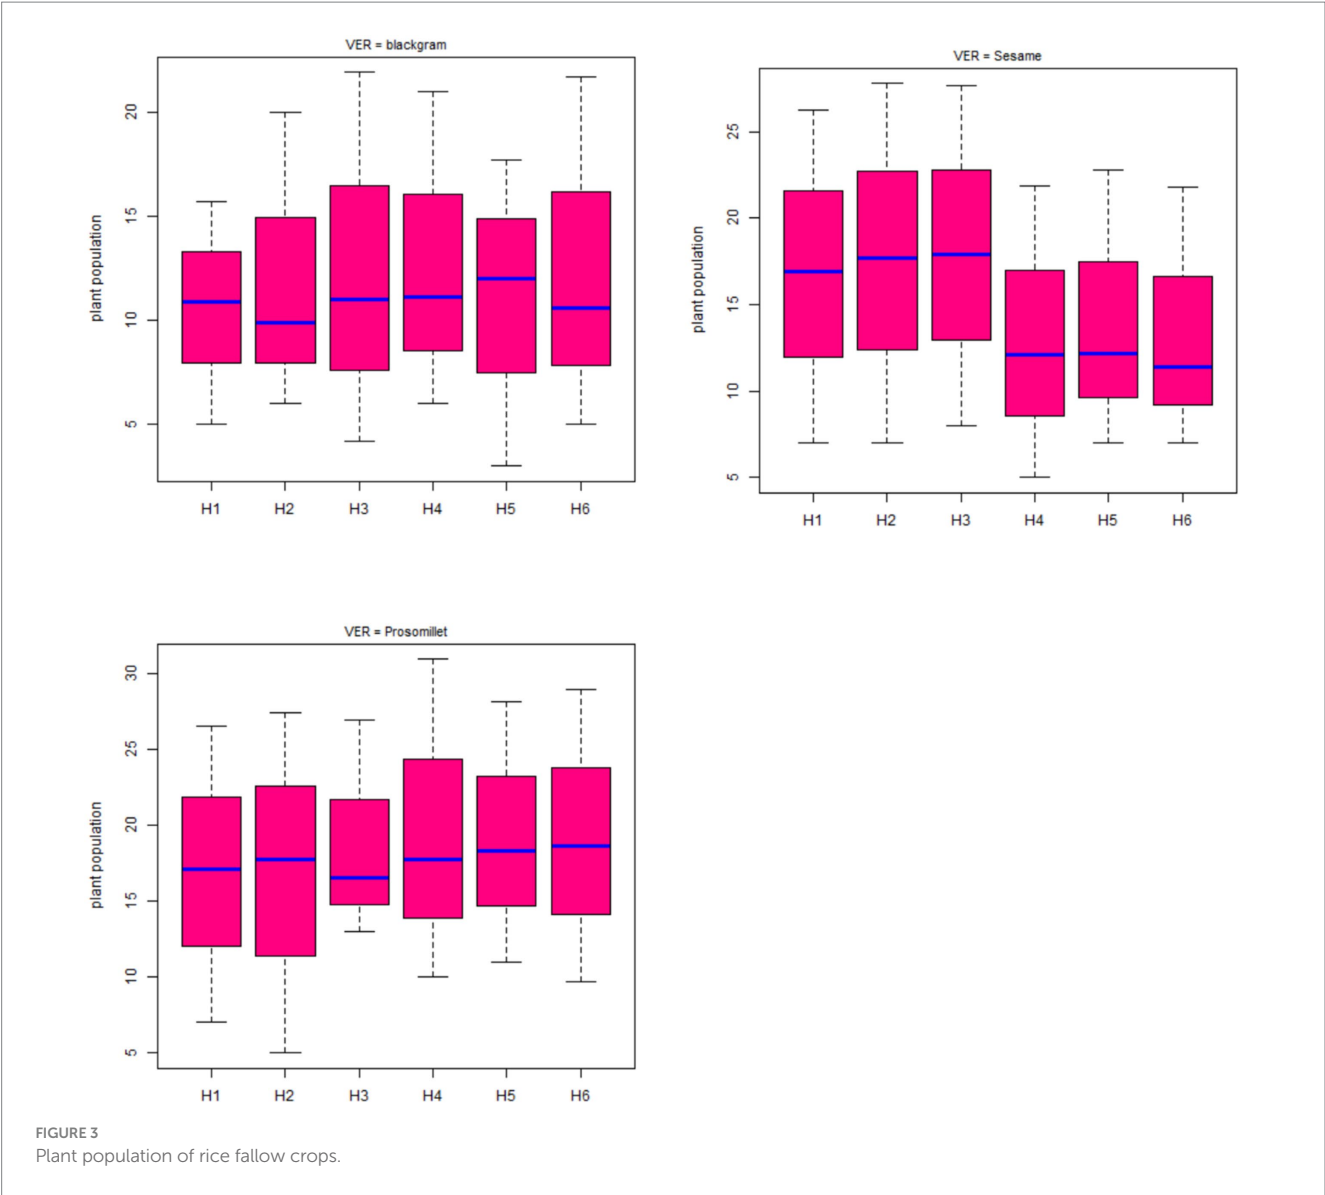 VER = blackgram
plant population
20
15
10
5
H1 H2 H3 H4 H5 H6
VER = Sesame
plant population
25
20
15
10
5
H1 H2 H3 H4 H5 H6
VER = Prosomillet
plant population
30
25
20
15
10
5
H1 H2 H3 H4 H5 H6
FIGURE 3
Plant population of rice fallow crops.